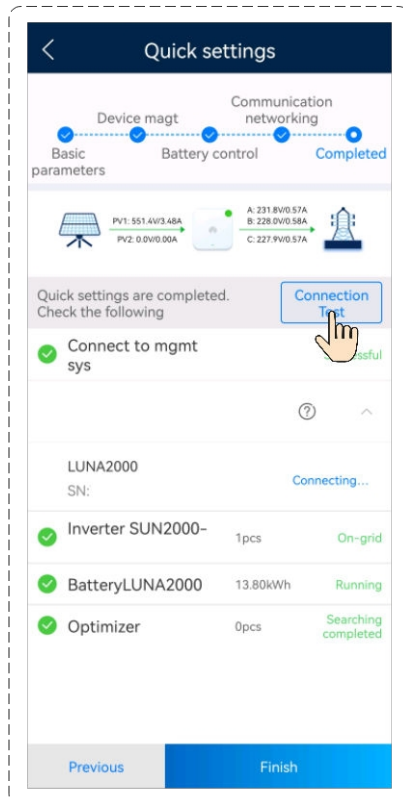 Quick settings
Device magt
Communication
networking
Basic
parameters
Battery control
Completed
PV1: 551.4V/3.48A
PV2: 0.0V/0.00A
A: 231.8V/0.57A
B: 228.0V/0.58A
C: 227.9V/0.57A
Quick settings are completed.
Check the following
Connection
Test
Connect to mgmt
sys
ssful
LUNA2000
SN:
Connecting...
Inverter SUN2000-
1pcs
On-grid
BatteryLUNA2000
13.80kWh
Running
Optimizer
0pcs
Searching
completed
Previous
Finish